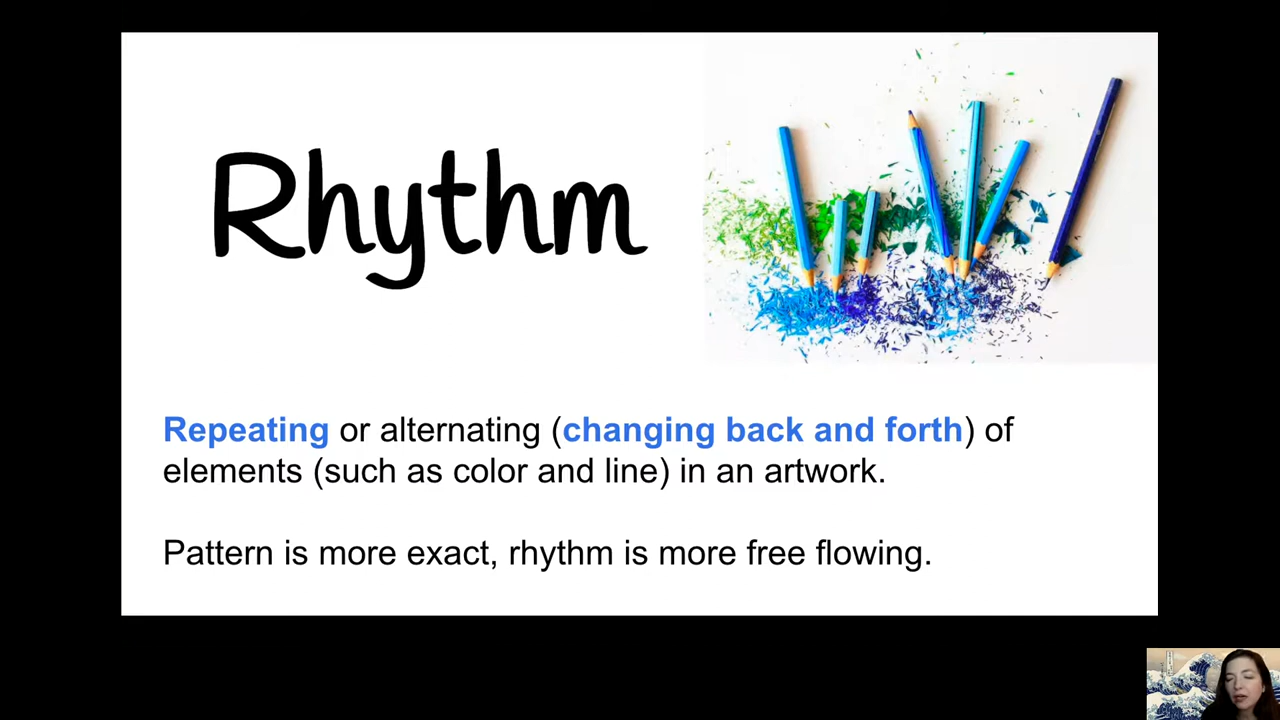 Rhythm
Repeating or alternating (changing back and forth) of
elements (such as color and line) in an artwork.
Pattern is more exact, rhythm is more free flowing.